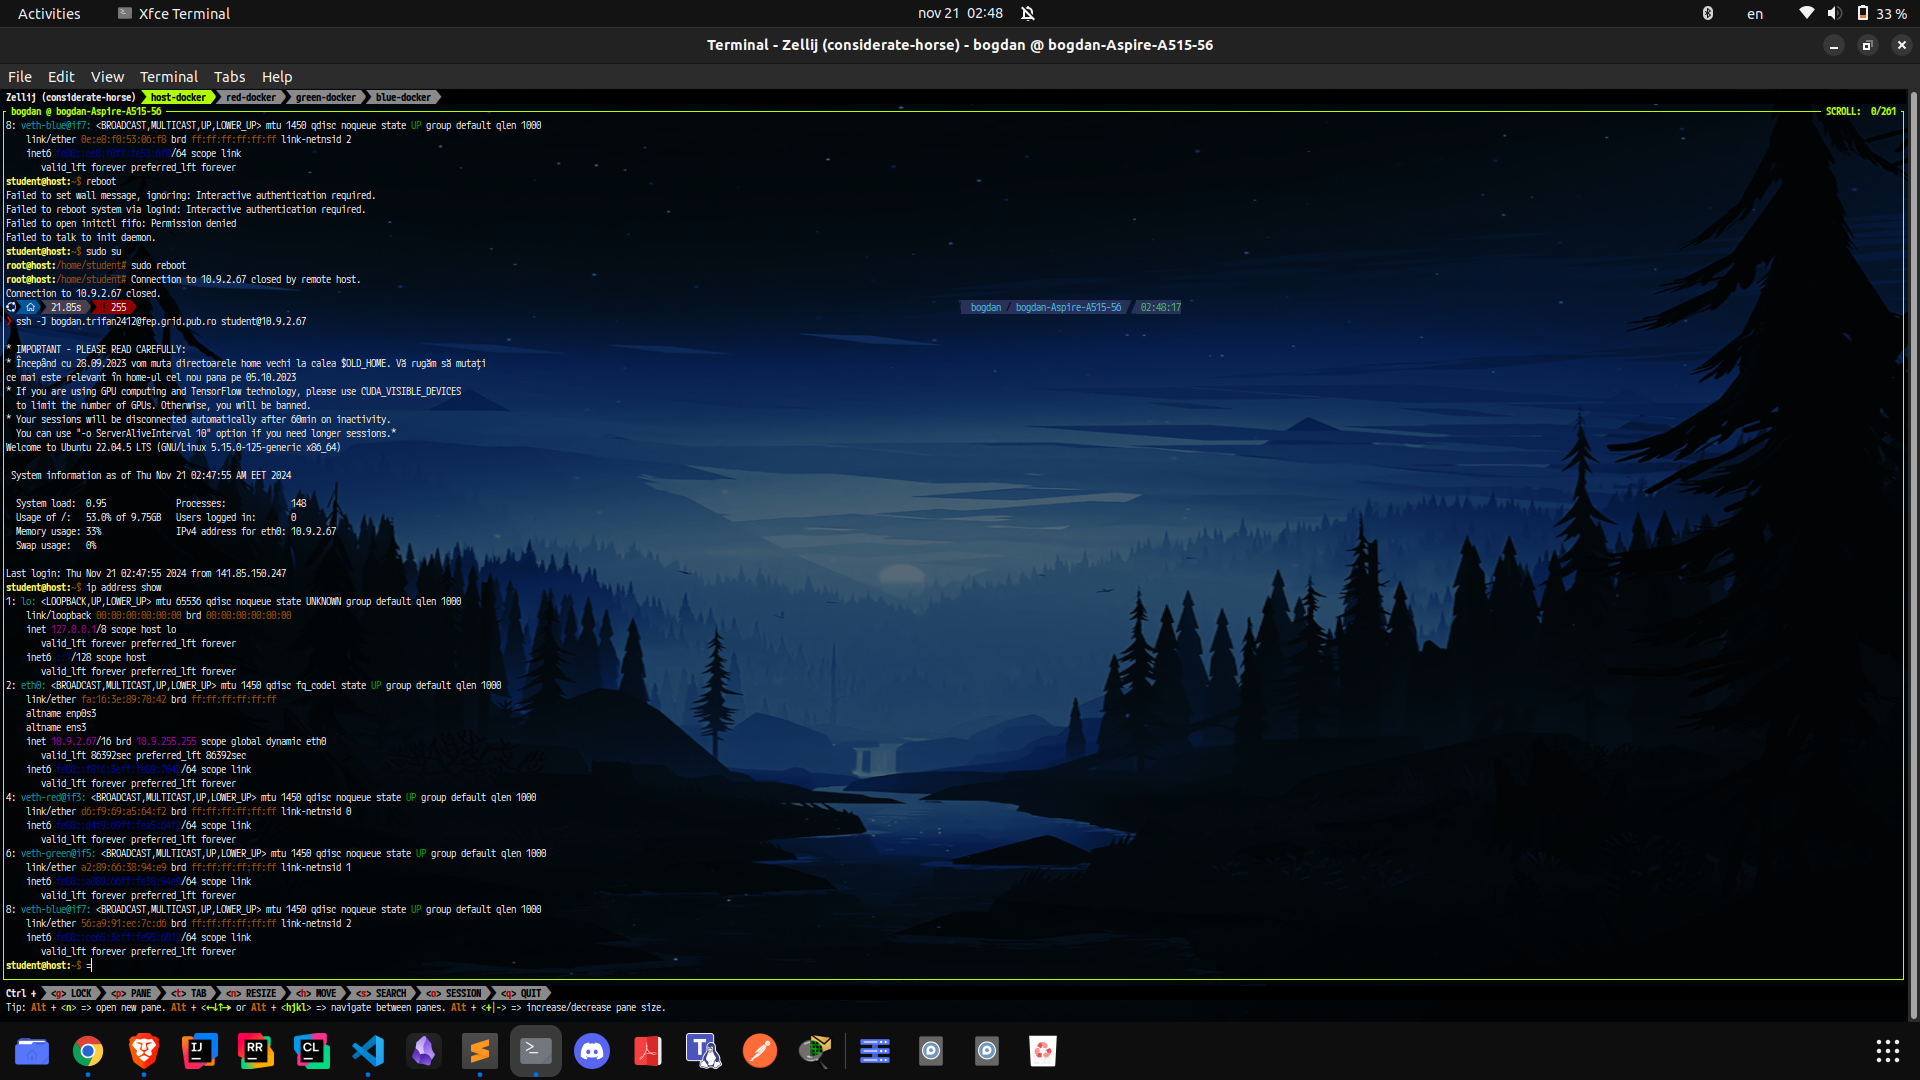 Activities Xfce Terminal nov 21 02:48 en 33 %
Terminal - Zellij (considerate-horse) - bogdan @ bogdan-Aspire-A515-56
File Edit View Terminal Tabs Help
Zellij (considerate-horse) host-docker red-docker green-docker blue-docker
bogdan @ bogdan-Aspire-A515-56 SCROLL: 0/261
8: veth-blue@if7: <BROADCAST,MULTICAST,UP,LOWER_UP> mtu 1450 qdisc noqueue state UP group default qlen 1000
link/ether 0e:e8:f8:53:06:f8 brd ff:ff:ff:ff:ff:ff link-netnsid 2
inet6 /64 scope link
valid_lft forever preferred_lft forever
student@host:~$ reboot
Failed to set wall message, ignoring: Interactive authentication required.
Failed to reboot system via logind: Interactive authentication required.
Failed to open initctl fifo: Permission denied
Failed to talk to init daemon.
student@host:~$ sudo su
root@host:/home/student# sudo reboot
root@host:/home/student# Connection to 10.9.2.67 closed by remote host.
Connection to 10.9.2.67 closed.
21.85s 255 bogdan bogdan-Aspire-A515-56 02:48:17
❯ ssh -J bogdan.trifan2412@fep.grid.pub.ro student@10.9.2.67
* IMPORTANT - PLEASE READ CAREFULLY:
* Începând cu 28.09.2023 vom muta directoarele home vechi la calea $OLD_HOME. Vă rugăm să mutați
ce mai este relevant în home-ul cel nou pana pe 05.10.2023
* If you are using GPU computing and TensorFlow technology, please use CUDA_VISIBLE_DEVICES
to limit the number of GPUs. Otherwise, you will be banned.
* Your sessions will be disconnected automatically after 60min on inactivity.
You can use "-o ServerAliveInterval 10" option if you need longer sessions.*
Welcome to Ubuntu 22.04.5 LTS (GNU/Linux 5.15.0-125-generic x86_64)
System information as of Thu Nov 21 02:47:55 AM EET 2024
System load: 0.95 Processes: 148
Usage of /: 53.0% of 9.75GB Users logged in: 0
Memory usage: 33% IPv4 address for eth0: 10.9.2.67
Swap usage: 0%
Last login: Thu Nov 21 02:47:55 2024 from 141.85.150.247
student@host:~$ ip address show
1: lo: <LOOPBACK,UP,LOWER_UP> mtu 65536 qdisc noqueue state UNKNOWN group default qlen 1000
link/loopback 00:00:00:00:00:00 brd 00:00:00:00:00:00
inet 127.0.0.1/8 scope host lo
valid_lft forever preferred_lft forever
inet6 ::1/128 scope host
valid_lft forever preferred_lft forever
2: eth0: <BROADCAST,MULTICAST,UP,LOWER_UP> mtu 1450 qdisc fq_codel state UP group default qlen 1000
link/ether fa:16:3e:89:70:42 brd ff:ff:ff:ff:ff:ff
altname enp0s3
altname ens3
inet 10.9.2.67/16 brd 10.9.255.255 scope global dynamic eth0
valid_lft 86392sec preferred_lft 86392sec
inet6 /64 scope link
valid_lft forever preferred_lft forever
4: veth-red@if3: <BROADCAST,MULTICAST,UP,LOWER_UP> mtu 1450 qdisc noqueue state UP group default qlen 1000
link/ether d6:f9:69:a5:64:f2 brd ff:ff:ff:ff:ff:ff link-netnsid 0
inet6 /64 scope link
valid_lft forever preferred_lft forever
6: veth-green@if5: <BROADCAST,MULTICAST,UP,LOWER_UP> mtu 1450 qdisc noqueue state UP group default qlen 1000
link/ether a2:89:66:38:94:e9 brd ff:ff:ff:ff:ff:ff link-netnsid 1
inet6 /64 scope link
valid_lft forever preferred_lft forever
8: veth-blue@if7: <BROADCAST,MULTICAST,UP,LOWER_UP> mtu 1450 qdisc noqueue state UP group default qlen 1000
link/ether 56:a9:91:ec:7c:d6 brd ff:ff:ff:ff:ff:ff link-netnsid 2
inet6 /64 scope link
valid_lft forever preferred_lft forever
student@host:~$ =
Ctrl + <g> LOCK <p> PANE <t> TAB <n> RESIZE <h> MOVE <s> SEARCH <o> SESSION <q> QUIT
Tip: Alt + <n> => open new pane. Alt + <←↓↑→> or Alt + <hjkl> => navigate between panes. Alt + <+|-> => increase/decrease pane size.